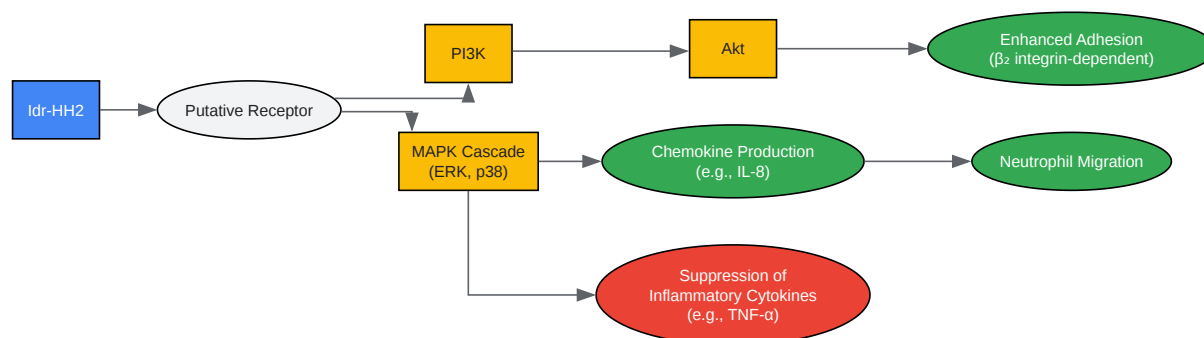 Idr-HH2
Putative Receptor
PI3K
Akt
Enhanced Adhesion
(β₂ integrin-dependent)
MAPK Cascade
(ERK, p38)
Chemokine Production
(e.g., IL-8)
Neutrophil Migration
Suppression of
Inflammatory Cytokines
(e.g., TNF-α)